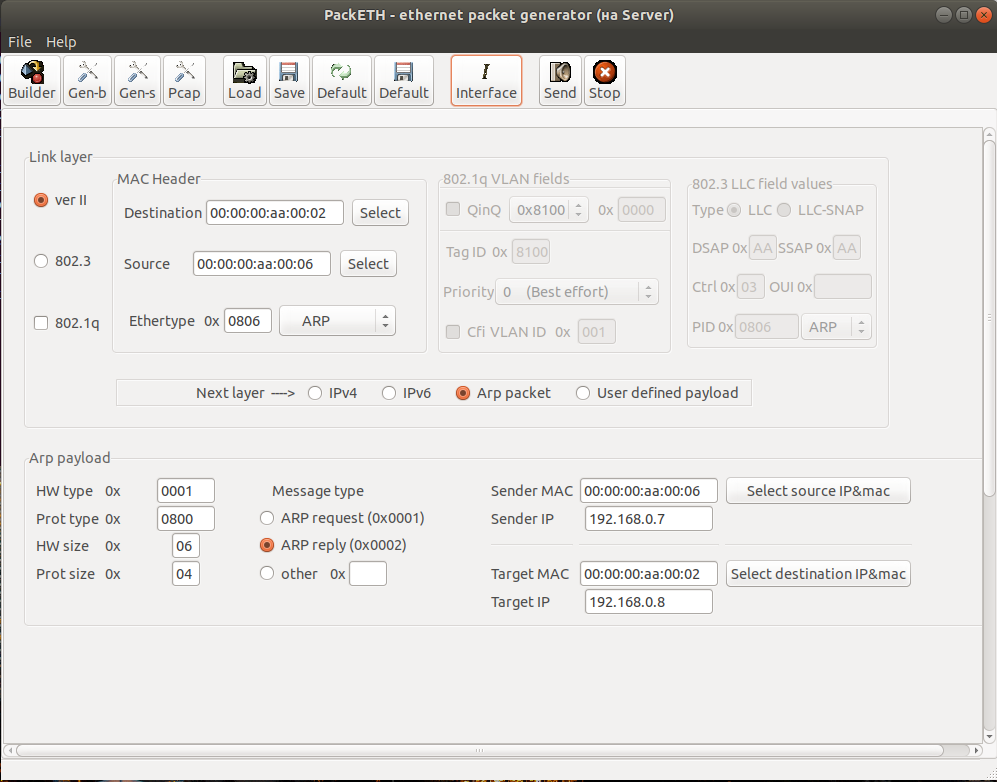 PackETH - ethernet packet generator (на Server)
File Help
Builder Gen-b Gen-s Pcap Load Save Default Default Interface Send Stop
Link layer
ver II
802.3
802.1q
MAC Header
Destination 00:00:00:aa:00:02 Select
Source 00:00:00:aa:00:06 Select
Ethertype 0x 0806 ARP
802.1q VLAN fields
QinQ 0x8100 0x 0000
Tag ID 0x 8100
Priority 0 (Best effort)
Cfi VLAN ID 0x 001
802.3 LLC field values
Type LLC LLC-SNAP
DSAP 0x AA SSAP 0x AA
Ctrl 0x 03 OUI 0x
PID 0x 0806 ARP
Next layer ----> IPv4 IPv6 Arp packet User defined payload
Arp payload
HW type 0x 0001
Prot type 0x 0800
HW size 0x 06
Prot size 0x 04
Message type
ARP request (0x0001)
ARP reply (0x0002)
other 0x
Sender MAC 00:00:00:aa:00:06 Select source IP&mac
Sender IP 192.168.0.7
Target MAC 00:00:00:aa:00:02 Select destination IP&mac
Target IP 192.168.0.8